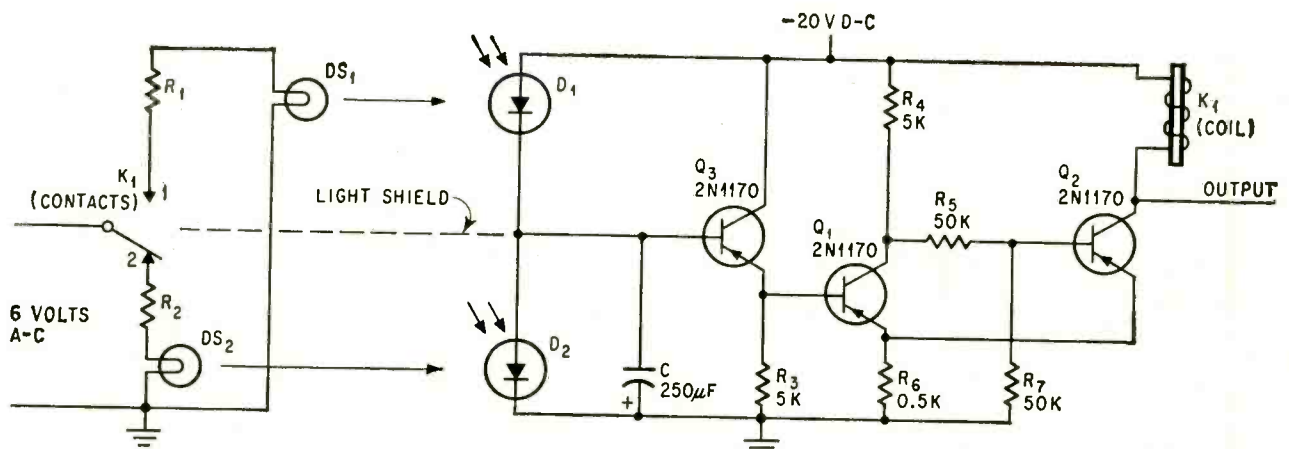 -20V D-C
DS₁
R₁
D₁
R₄
5K
K₁
(COIL)
K₁
(CONTACTS)
1
LIGHT SHIELD
Q₃
2N1170
Q₂
2N1170
OUTPUT
R₅
50K
Q₁
2N1170
2
R₂
6 VOLTS
A-C
DS₂
D₂
C
250μF
+
R₃
5K
R₆
0.5K
R₇
50K